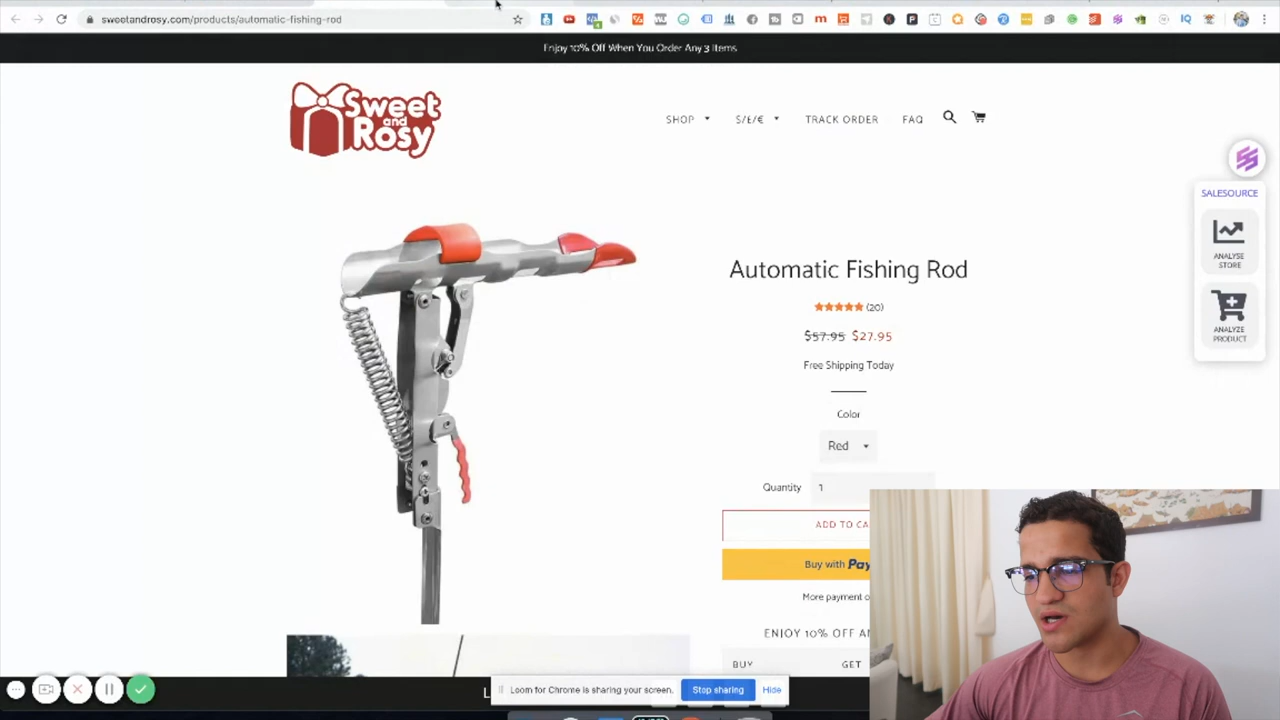 sweetandrosy.com/products/automatic-fishing-rod
Enjoy 10% Off When You Order Any 3 Items
Sweet
and
Rosy
SHOP $/£/€ TRACK ORDER FAQ
SALESOURCE
ANALYSE
STORE
ANALYZE
PRODUCT
Automatic Fishing Rod
(20)
$57.95 $27.95
Free Shipping Today
Color
Red
Quantity 1
ADD TO CA
Buy with Pay
More payment o
ENJOY 10% OFF AN
BUY GET
L
Loom for Chrome is sharing your screen. Stop sharing Hide